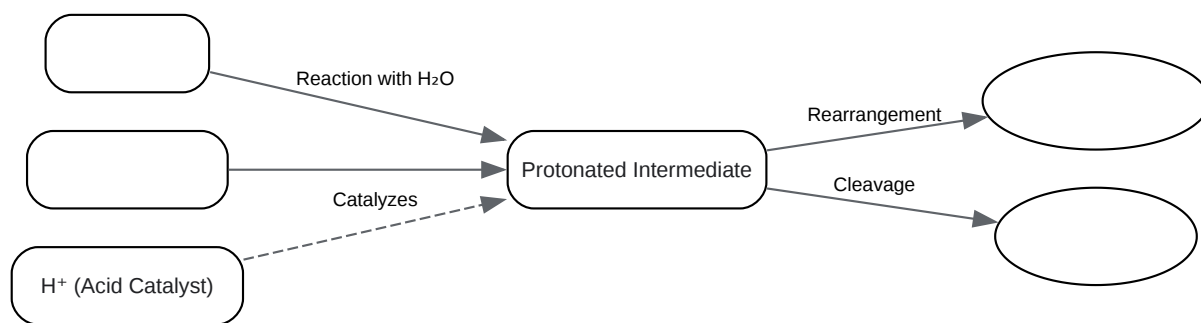 Reaction with H₂O
Rearrangement
Protonated Intermediate
Cleavage
Catalyzes
H⁺ (Acid Catalyst)